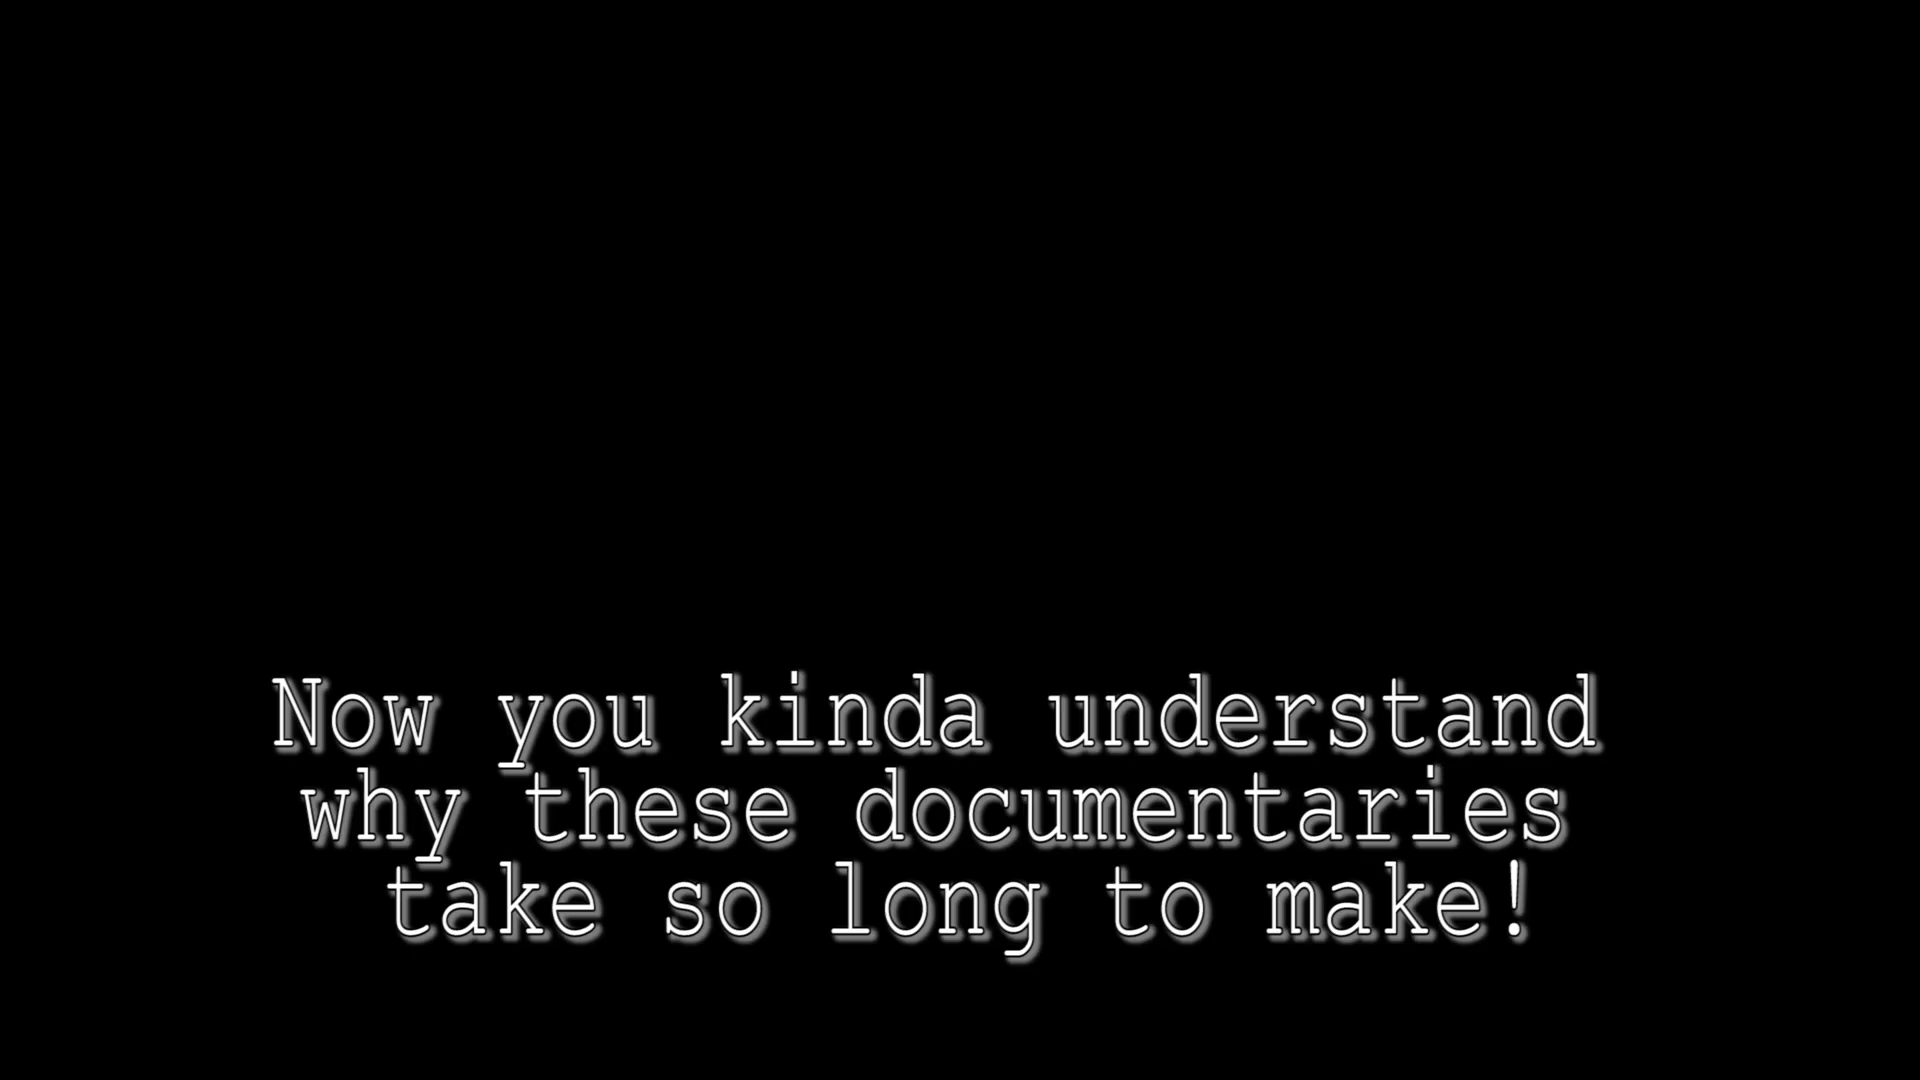 Now you kinda understand
why these documentaries
take so long to make!